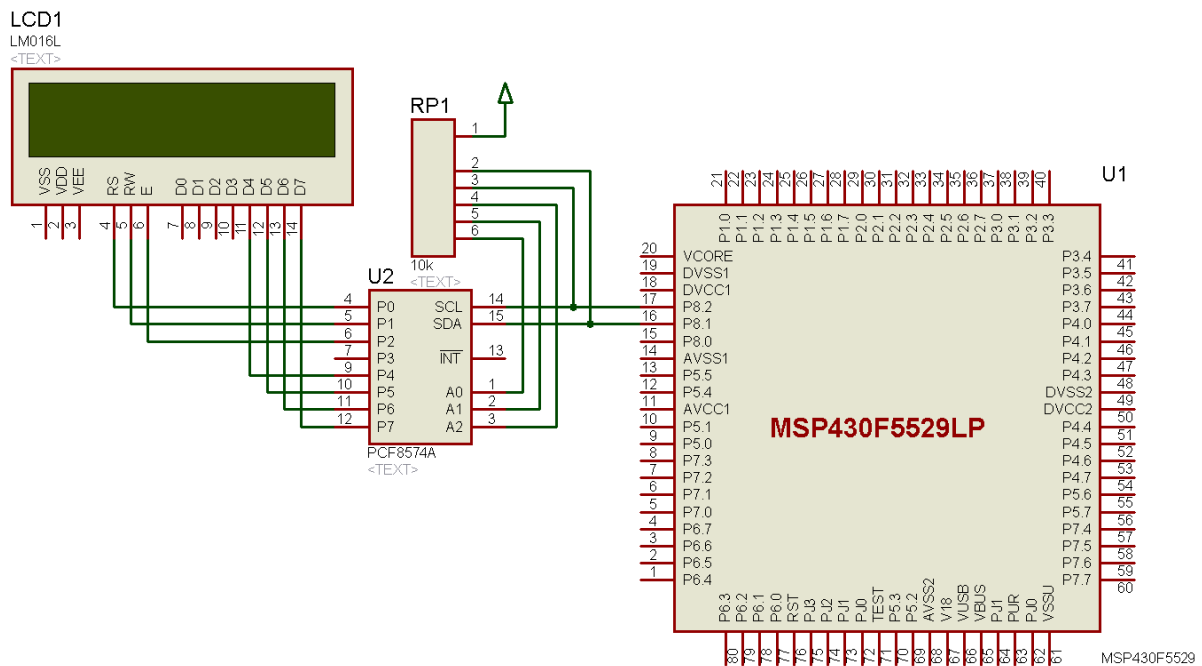 LCD1
LM016L
<TEXT>
VSS VDD VEE RS RW E D0 D1 D2 D3 D4 D5 D6 D7
1 2 3 4 5 6 7 8 9 10 11 12 13 14
RP1
1
2
3
4
5
6
10k
<TEXT>
U2
4 P0 SCL 14
5 P1 SDA 15
6 P2
7 P3 INT 13
9 P4
10 P5 A0 1
11 P6 A1 2
12 P7 A2 3
PCF8574A
<TEXT>
U1
21 22 23 24 25 26 27 28 29 30 31 32 33 34 35 36 37 38 39 40
P1.0 P1.1 P1.2 P1.3 P1.4 P1.5 P1.6 P1.7 P2.0 P2.1 P2.2 P2.3 P2.4 P2.5 P2.6 P2.7 P3.0 P3.1 P3.2 P3.3
20 VCORE P3.4 41
19 DVSS1 P3.5 42
18 DVCC1 P3.6 43
17 P8.2 P3.7 44
16 P8.1 P4.0 45
15 P8.0 P4.1 46
14 AVSS1 P4.2 47
13 P5.5 P4.3 48
12 P5.4 DVSS2 49
11 AVCC1 DVCC2 50
10 P5.1 P4.4 51
9 P5.0 P4.5 52
8 P7.3 P4.6 53
7 P7.2 P4.7 54
6 P7.1 P5.6 55
5 P7.0 P5.7 56
4 P6.7 P7.4 57
3 P6.6 P7.5 58
2 P6.5 P7.6 59
1 P6.4 P7.7 60
MSP430F5529LP
P6.3 P6.2 P6.1 P6.0 RST PJ3 PJ2 PJ1 PJ0 TEST P5.3 P5.2 AVSS2 V18 VUSB VBUS PJ1 PUR PJ0 VSSU
80 79 78 77 76 75 74 73 72 71 70 69 68 67 66 65 64 63 62 61
MSP430F5529